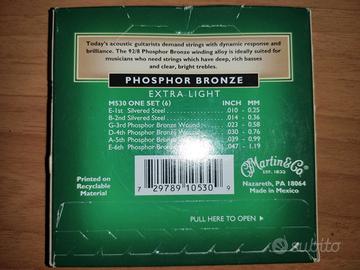 Today's acoustic guitarists demand strings with dynamic response and
brilliance. The 92/8 Phosphor Bronze winding alloy is ideally suited for
musicians who need strings which have deep, rich basses
and clear, bright trebles.
PHOSPHOR BRONZE
EXTRA LIGHT
M530 ONE SET (6) INCH MM
E-1st Silvered Steel .010 - 0.25
B-2nd Silvered Steel .014 - 0.36
G-3rd Phosphor Bronze Wound .023 - 0.58
D-4th Phosphor Bronze Wound .030 - 0.76
A-5th Phosphor Bronze Wound .039 - 0.99
E-6th Phosphor Bronze Wound .047 - 1.19
7 29789 10530 9
Printed on
Recyclable
Material
Martin & Co
EST. 1833
Nazareth, PA 18064
Made in Mexico
PULL HERE TO OPEN
subito